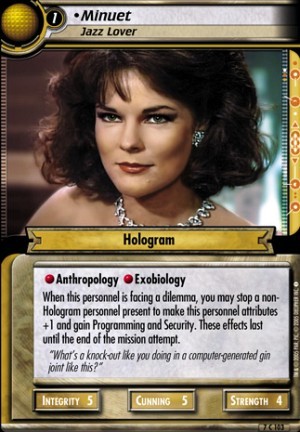 1 •Minuet
Jazz Lover
Hologram
Anthropology Exobiology
When this personnel is facing a dilemma, you may stop a non-
Hologram personnel present to make this personnel attributes
+1 and gain Programming and Security. These effects last
until the end of the mission attempt.
"What's a knock-out like you doing in a computer-generated gin
joint like this?"
INTEGRITY 5 CUNNING 5 STRENGTH 4
7 C 103